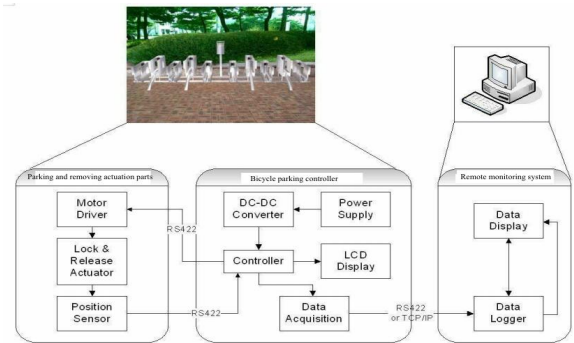 Parking and removing actuation parts
Motor
Driver
Lock &
Release
Actuator
Position
Sensor
RS422
RS422
Bicycle parking controller
DC-DC
Converter
Power
Supply
Controller
LCD
Display
Data
Acquisition
RS422
or TCP/IP
Remote monitoring system
Data
Display
Data
Logger